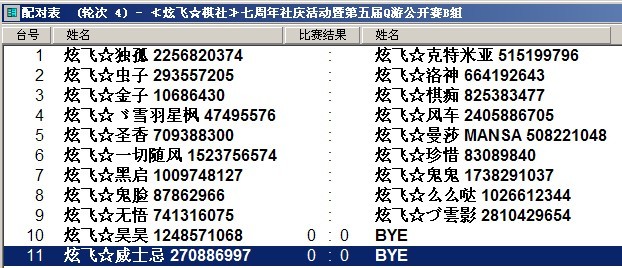 配对表 (轮次 4) - ≮炫飞☆棋社≯七周年社庆活动暨第五届Q游公开赛B组
台号 姓名 比赛结果 姓名
1 炫飞☆独孤 2256820374 : 炫飞☆克特米亚 515199796
2 炫飞☆虫子 293557205 : 炫飞☆洛神 664192643
3 炫飞☆金子 10686430 : 炫飞☆棋痴 825383477
4 炫飞☆ゞ雪羽星枫 47495576 : 炫飞☆风车 2405886705
5 炫飞☆圣香 709388300 : 炫飞☆曼莎 MANSA 508221048
6 炫飞☆一切随风 1523756574 : 炫飞☆珍惜 83089840
7 炫飞☆黑启 1009748127 : 炫飞☆鬼鬼 1738291037
8 炫飞☆鬼脸 87862966 : 炫飞☆么么哒 1026612344
9 炫飞☆无悟 741316075 : 炫飞☆づ雲影 2810429654
10 炫飞☆昊昊 1248571068 0 : 0 BYE
11 炫飞☆威士忌 270886997 0 : 0 BYE